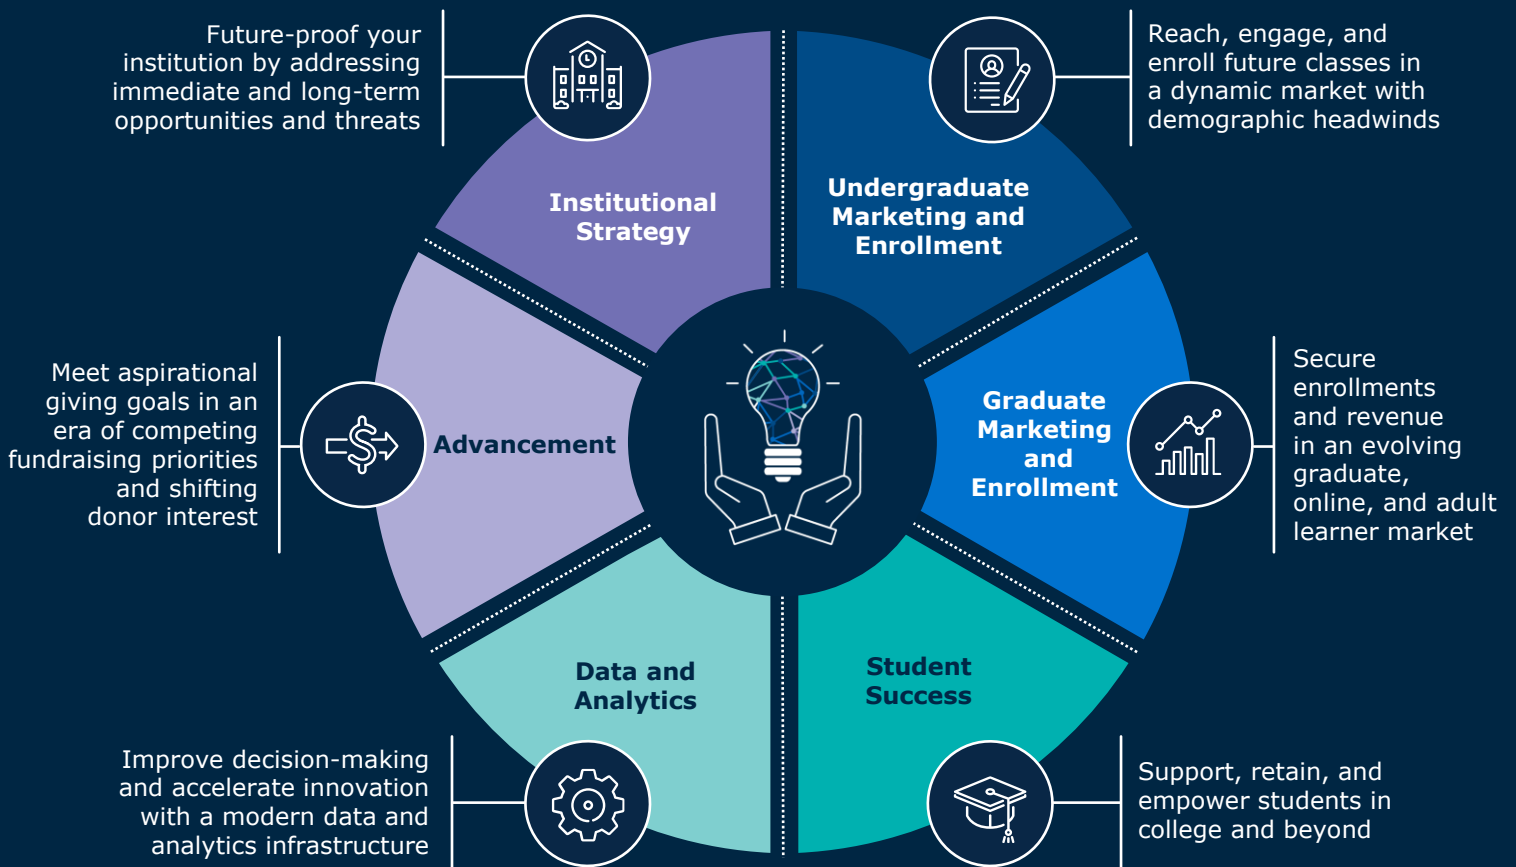 Future-proof your
institution by addressing
immediate and long-term
opportunities and threats
Institutional
Strategy
Reach, engage, and
enroll future classes in
a dynamic market with
demographic headwinds
Undergraduate
Marketing and
Enrollment
Meet aspirational
giving goals in an
era of competing
fundraising priorities
and shifting
donor interest
Advancement
Graduate
Marketing
and
Enrollment
Secure
enrollments
and revenue
in an evolving
graduate,
online, and adult
learner market
Data and
Analytics
Improve decision-making
and accelerate innovation
with a modern data and
analytics infrastructure
Student
Success
Support, retain, and
empower students in
college and beyond